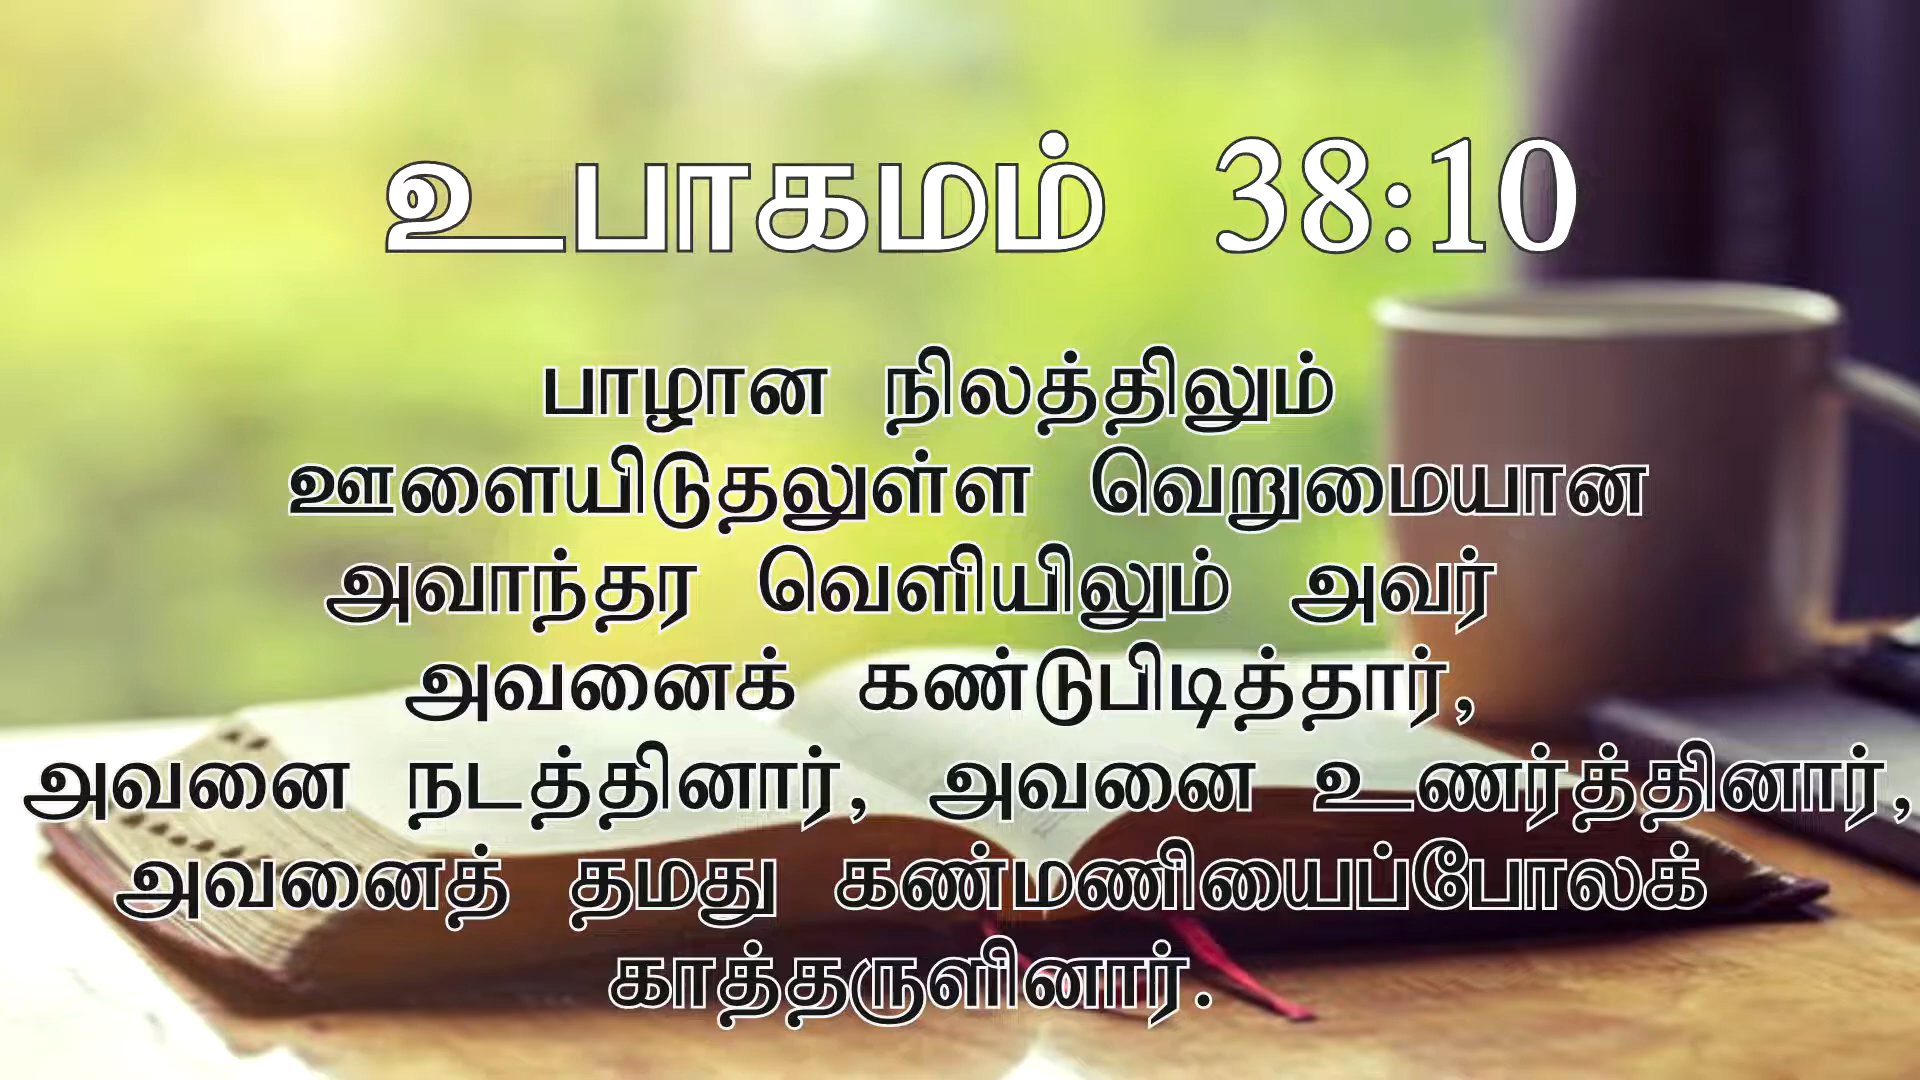 உபாகமம் 38:10
பாழான நிலத்திலும்
ஊளையிடுதலுள்ள வெறுமையான
அவாந்தர வெளியிலும் அவர்
அவனைக் கண்டுபிடித்தார்,
அவனை நடத்தினார், அவனை உணர்த்தினார்,
அவனைத் தமது கண்மணியைப்போலக்
காத்தருளினார்.